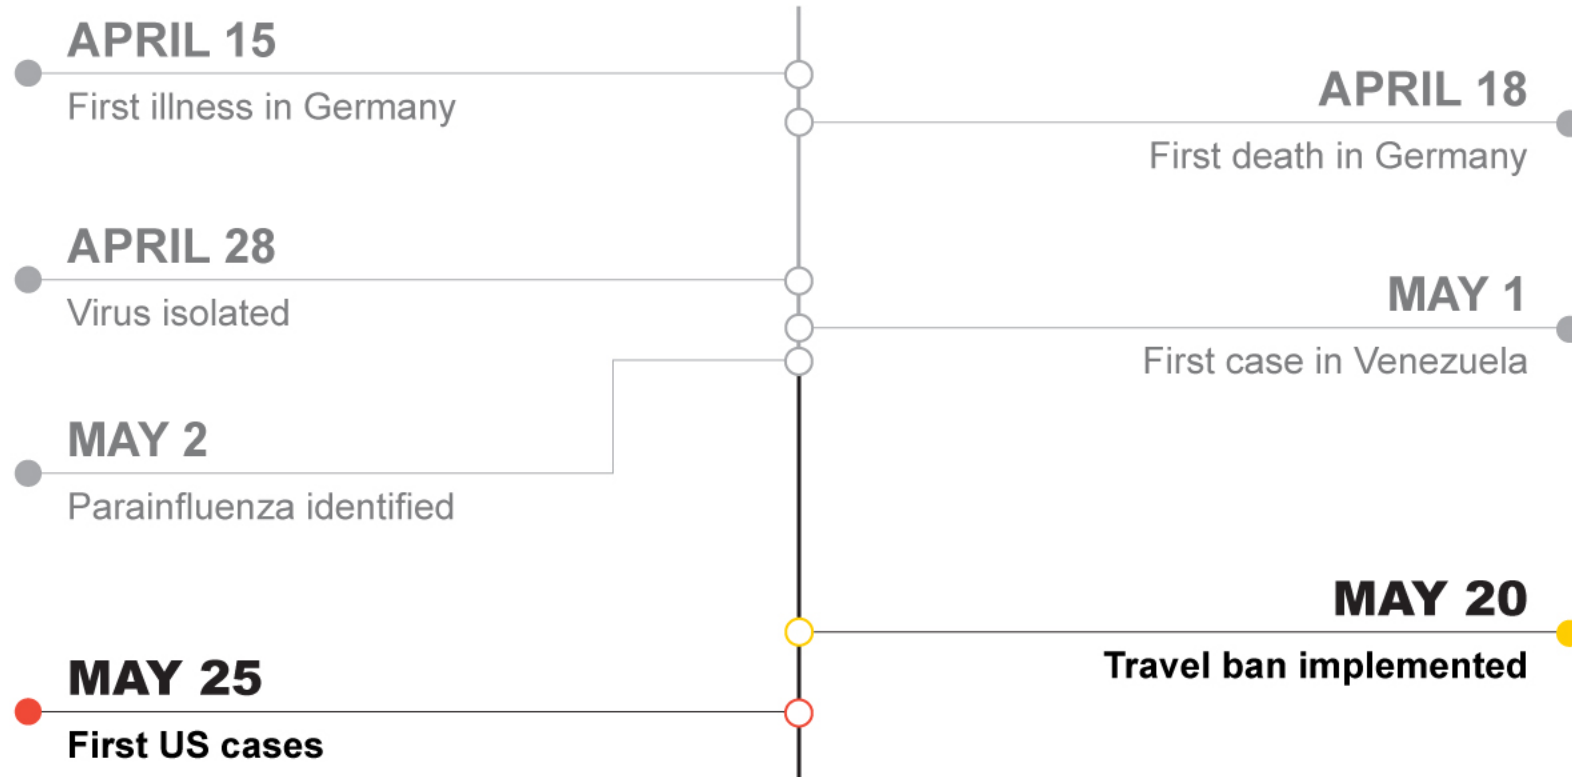 APRIL 15
First illness in Germany
APRIL 18
First death in Germany
APRIL 28
Virus isolated
MAY 1
First case in Venezuela
MAY 2
Parainfluenza identified
MAY 20
Travel ban implemented
MAY 25
First US cases